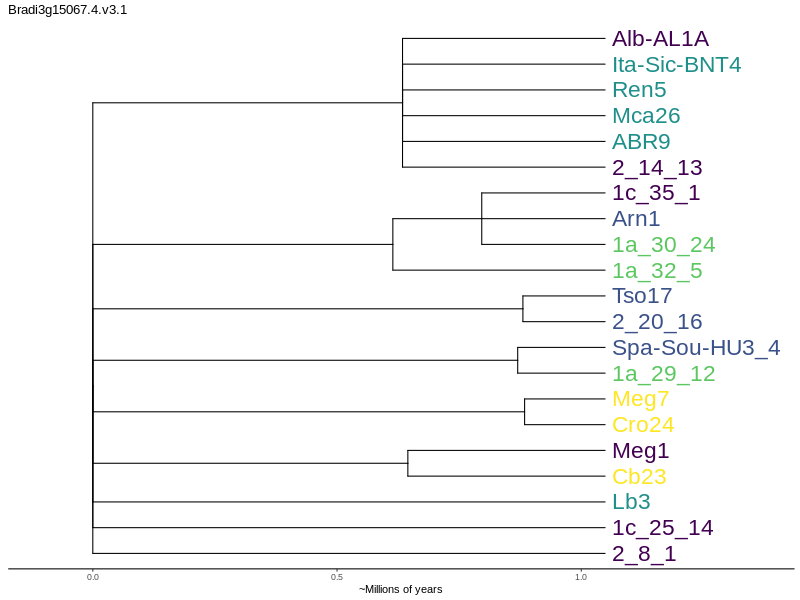 Bradi3g15067.4.v3.1
Alb-AL1A
Ita-Sic-BNT4
Ren5
Mca26
ABR9
2_14_13
1c_35_1
Arn1
1a_30_24
1a_32_5
Tso17
2_20_16
Spa-Sou-HU3_4
1a_29_12
Meg7
Cro24
Meg1
Cb23
Lb3
1c_25_14
2_8_1
0.0 0.5 1.0
~Millions of years